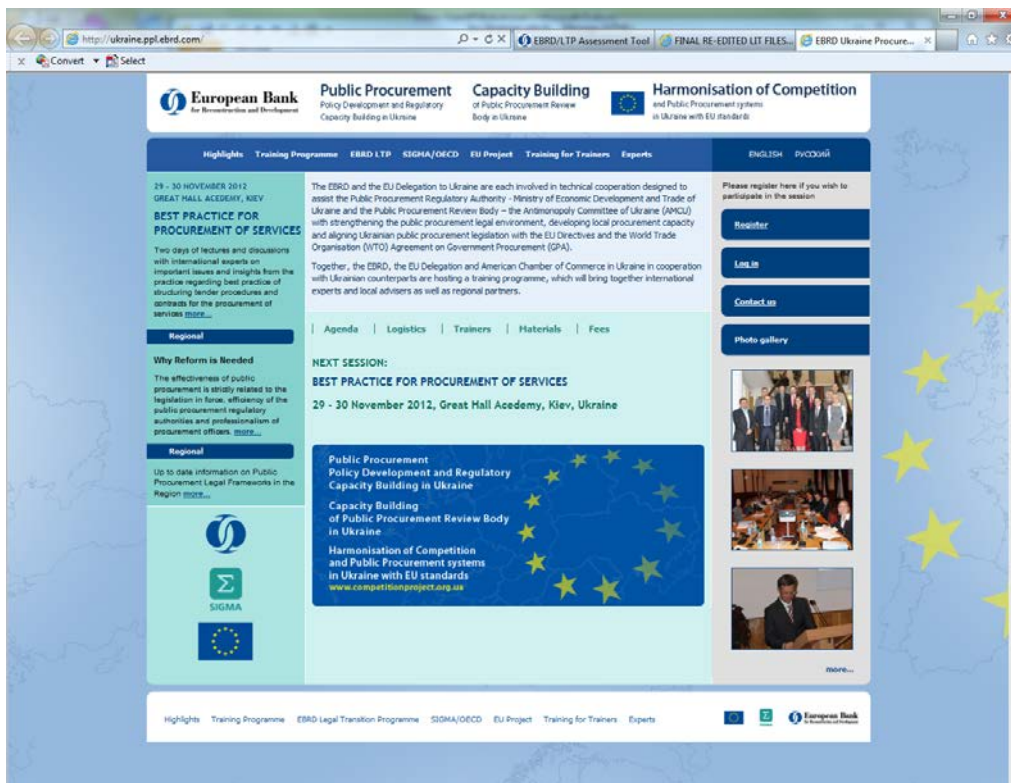 http://ukraine.ppl.ebrd.com/
EBRD/LTP Assessment Tool
FINAL RE-EDITED LIT FILES...
EBRD Ukraine Procure...
x Convert Select
European Bank
for Reconstruction and Development
Public Procurement
Policy Development and Regulatory
Capacity Building in Ukraine
Capacity Building
of Public Procurement Review
Body in Ukraine
Harmonisation of Competition
and Public Procurement systems
in Ukraine with EU standards
Highlights Training Programme EBRD LTP SIGMA/OECD EU Project Training for Trainers Experts
ENGLISH РУССКИЙ
29 - 30 NOVEMBER 2012
GREAT HALL ACEDEMY, KIEV
BEST PRACTICE FOR
PROCUREMENT OF SERVICES
Two days of lectures and discussions
with international experts on
important issues and insights from the
practice regarding best practice of
structuring tender procedures and
contracts for the procurement of
services more...
Regional
Why Reform is Needed
The effectiveness of public
procurement is strictly related to the
legislation in force, efficiency of the
public procurement regulatory
authorities and professionalism of
procurement officers. more...
Regional
Up to date information on Public
Procurement Legal Frameworks in the
Region more...
SIGMA
The EBRD and the EU Delegation to Ukraine are each involved in technical cooperation designed to
assist the Public Procurement Regulatory Authority - Ministry of Economic Development and Trade of
Ukraine and the Public Procurement Review Body – the Antimonopoly Committee of Ukraine (AMCU)
with strengthening the public procurement legal environment, developing local procurement capacity
and aligning Ukrainian public procurement legislation with the EU Directives and the World Trade
Organisation (WTO) Agreement on Government Procurement (GPA).
Together, the EBRD, the EU Delegation and American Chamber of Commerce in Ukraine in cooperation
with Ukrainian counterparts are hosting a training programme, which will bring together international
experts and local advisers as well as regional partners.
| Agenda | Logistics | Trainers | Materials | Fees
NEXT SESSION:
BEST PRACTICE FOR PROCUREMENT OF SERVICES
29 - 30 November 2012, Great Hall Acedemy, Kiev, Ukraine
Public Procurement
Policy Development and Regulatory
Capacity Building in Ukraine
Capacity Building
of Public Procurement Review Body
in Ukraine
Harmonisation of Competition
and Public Procurement systems
in Ukraine with EU standards
www.competitionproject.org.ua
Please register here if you wish to
participate in the session
Register
Log in
Contact us
Photo gallery
more...
Highlights Training Programme EBRD Legal Transition Programme SIGMA/OECD EU Project Training for Trainers Experts
European Bank